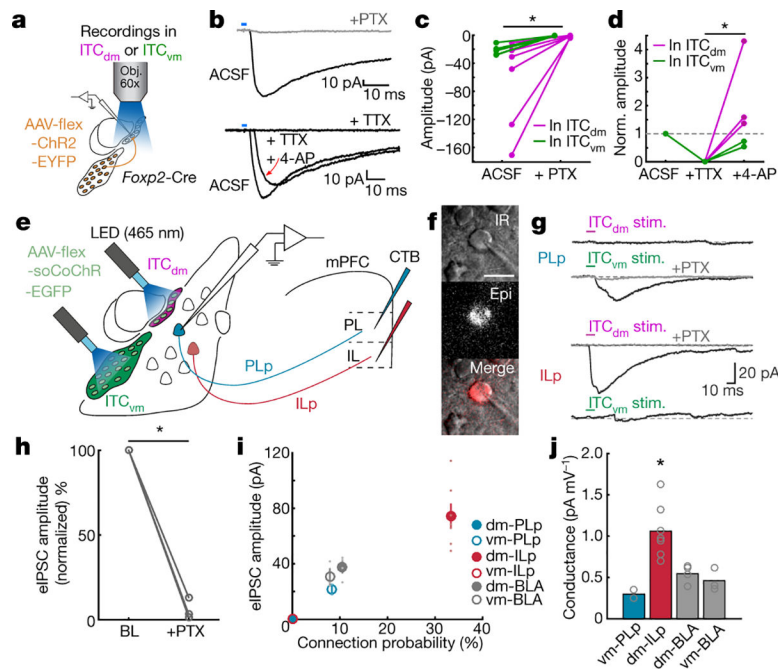 a
Recordings in
ITCdm or ITCvm
Obj.
60x
AAV-flex
-ChR2
-EYFP
Foxp2-Cre
b
+PTX
ACSF
10 pA
10 ms
+ TTX
+ TTX
+ 4-AP
ACSF
10 pA
10 ms
c
*
Amplitude (pA)
0
−40
−80
−120
−160
In ITCdm
In ITCvm
ACSF + PTX
d
*
Norm. amplitude
5
4
3
2
1
0
In ITCdm
In ITCvm
ACSF +TTX +4-AP
e
LED (465 nm)
AAV-flex
-soCoChR
-EGFP
ITCdm
ITCvm
mPFC
CTB
PL
IL
PLp
ILp
f
IR
Epi
Merge
g
ITCdm stim.
PLp
ITCvm stim.
+PTX
ITCdm stim.
+PTX
ILp
20 pA
10 ms
ITCvm stim.
h
*
eIPSC amplitude
(normalized) %
100
50
0
BL +PTX
i
eIPSC amplitude (pA)
120
80
40
0
0 10 20 30 40
Connection probability (%)
dm-PLp
vm-PLp
dm-ILp
vm-ILp
dm-BLA
vm-BLA
j
*
Conductance (pA mV−1)
2.0
1.5
1.0
0.5
0
vm-PLp
dm-ILp
dm-BLA
vm-BLA